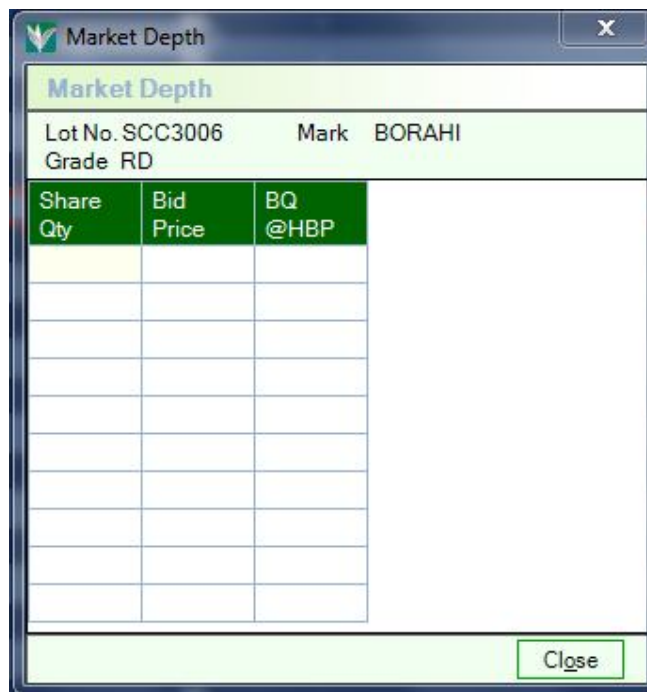 Market Depth
X
Market Depth
Lot No. SCC3006 Mark BORAHI
Grade RD
Share Bid BQ
Qty Price @HBP
Close